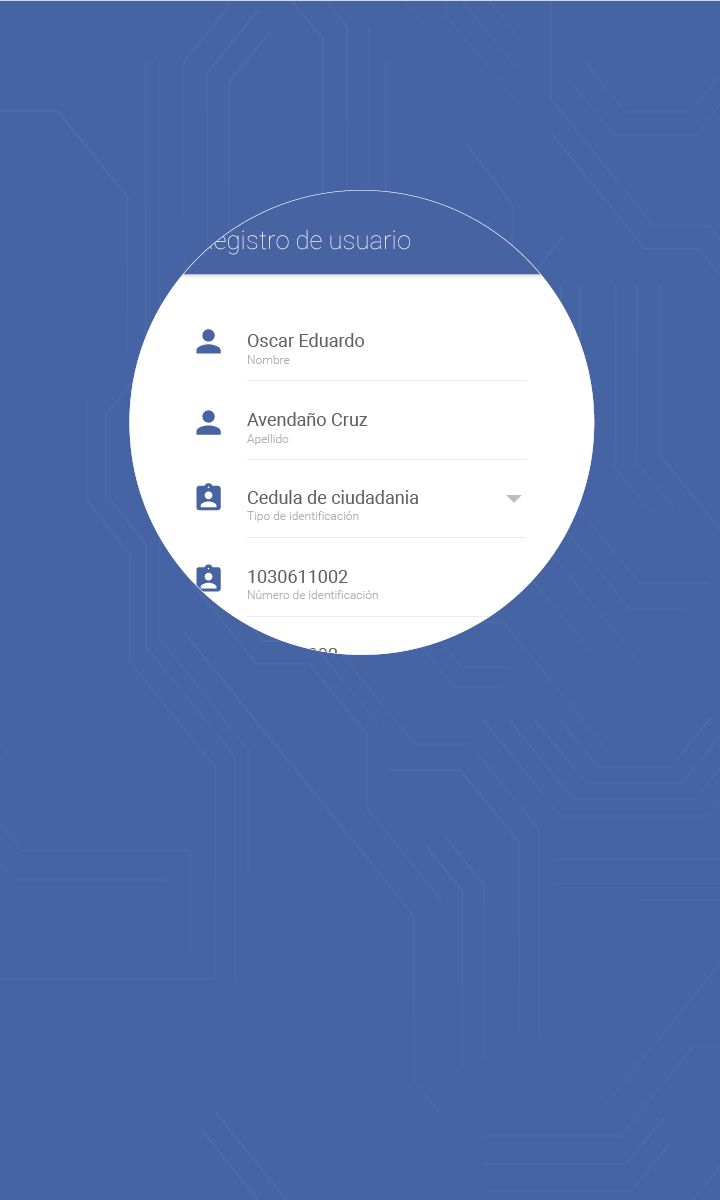 egistro de usuario
Oscar Eduardo
Nombre
Avendaño Cruz
Apellido
Cedula de ciudadania
Tipo de identificación
1030611002
Número de identificación